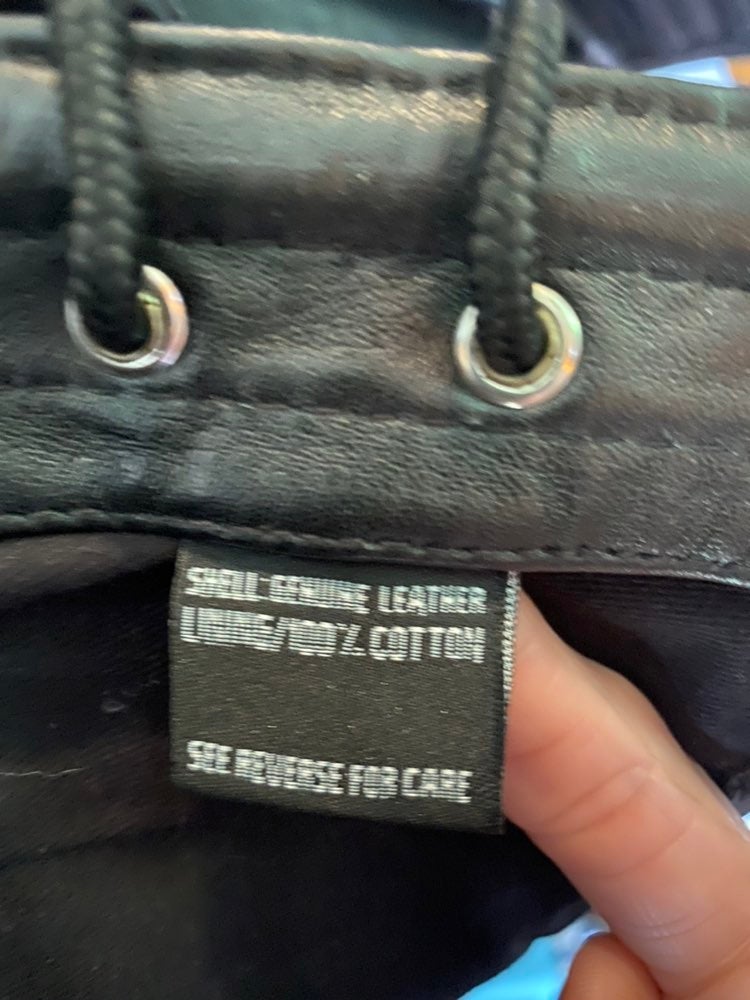 SHELL:GENUINE LEATHER
LINING/100% COTTON
SEE REVERSE FOR CARE